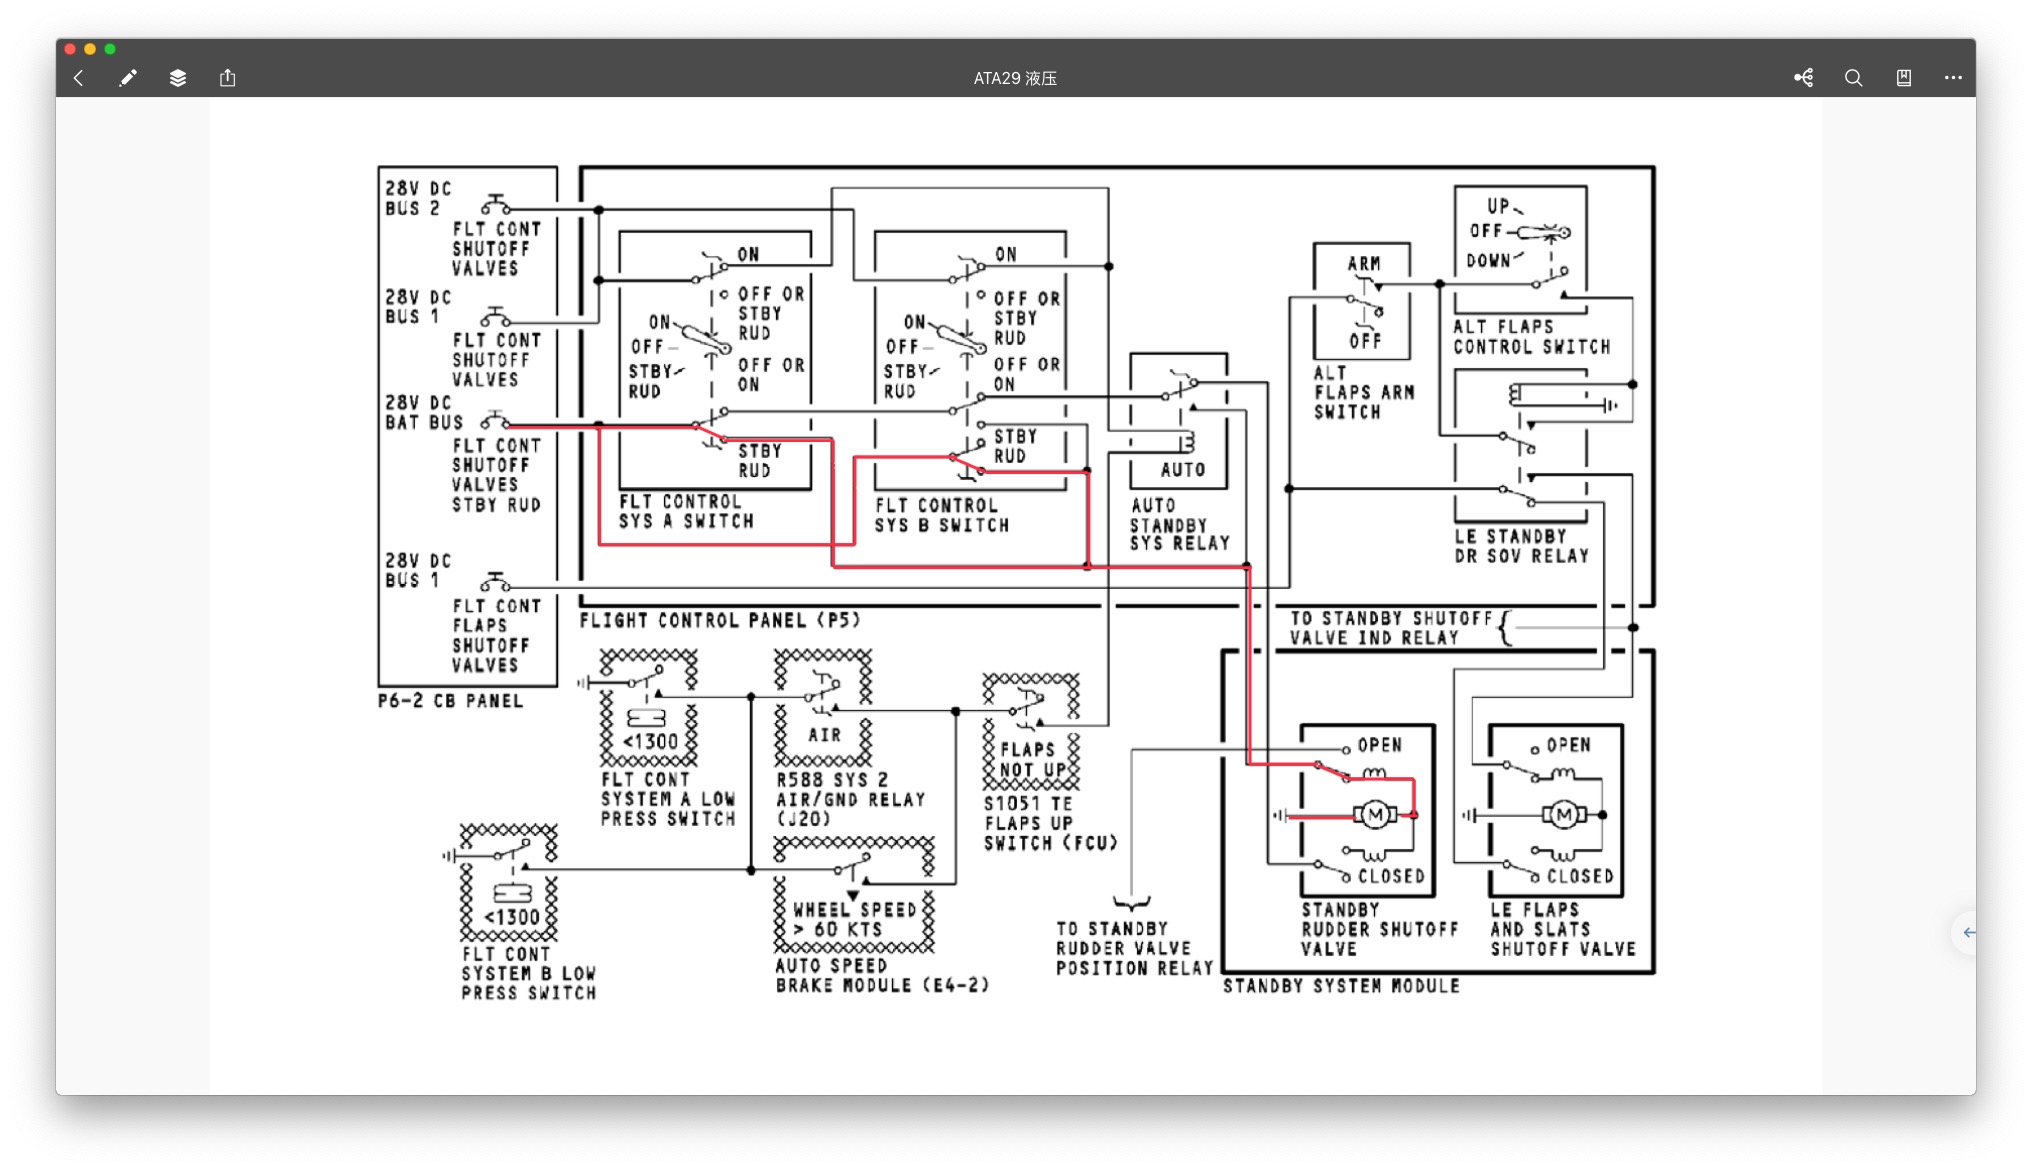 ATA29 液压
28V DC
BUS 2
FLT CONT
SHUTOFF
VALVES
28V DC
BUS 1
FLT CONT
SHUTOFF
VALVES
28V DC
BAT BUS
FLT CONT
SHUTOFF
VALVES
STBY RUD
28V DC
BUS 1
FLT CONT
FLAPS
SHUTOFF
VALVES
P6-2 CB PANEL
ON
OFF OR
STBY
RUD
ON
OFF
STBY
RUD
OFF OR
ON
STBY
RUD
FLT CONTROL
SYS A SWITCH
ON
OFF OR
STBY
RUD
ON
OFF
STBY
RUD
OFF OR
ON
STBY
RUD
FLT CONTROL
SYS B SWITCH
AUTO
AUTO
STANDBY
SYS RELAY
ARM
OFF
ALT
FLAPS ARM
SWITCH
UP
OFF
DOWN
ALT FLAPS
CONTROL SWITCH
LE STANDBY
DR SOV RELAY
FLIGHT CONTROL PANEL (P5)
TO STANDBY SHUTOFF
VALVE IND RELAY
<1300
FLT CONT
SYSTEM A LOW
PRESS SWITCH
AIR
R588 SYS 2
AIR/GND RELAY
(J20)
FLAPS
NOT UP
S1051 TE
FLAPS UP
SWITCH (FCU)
<1300
FLT CONT
SYSTEM B LOW
PRESS SWITCH
WHEEL SPEED
> 60 KTS
AUTO SPEED
BRAKE MODULE (E4-2)
TO STANDBY
RUDDER VALVE
POSITION RELAY
OPEN
M
CLOSED
STANDBY
RUDDER SHUTOFF
VALVE
OPEN
M
CLOSED
LE FLAPS
AND SLATS
SHUTOFF VALVE
STANDBY SYSTEM MODULE